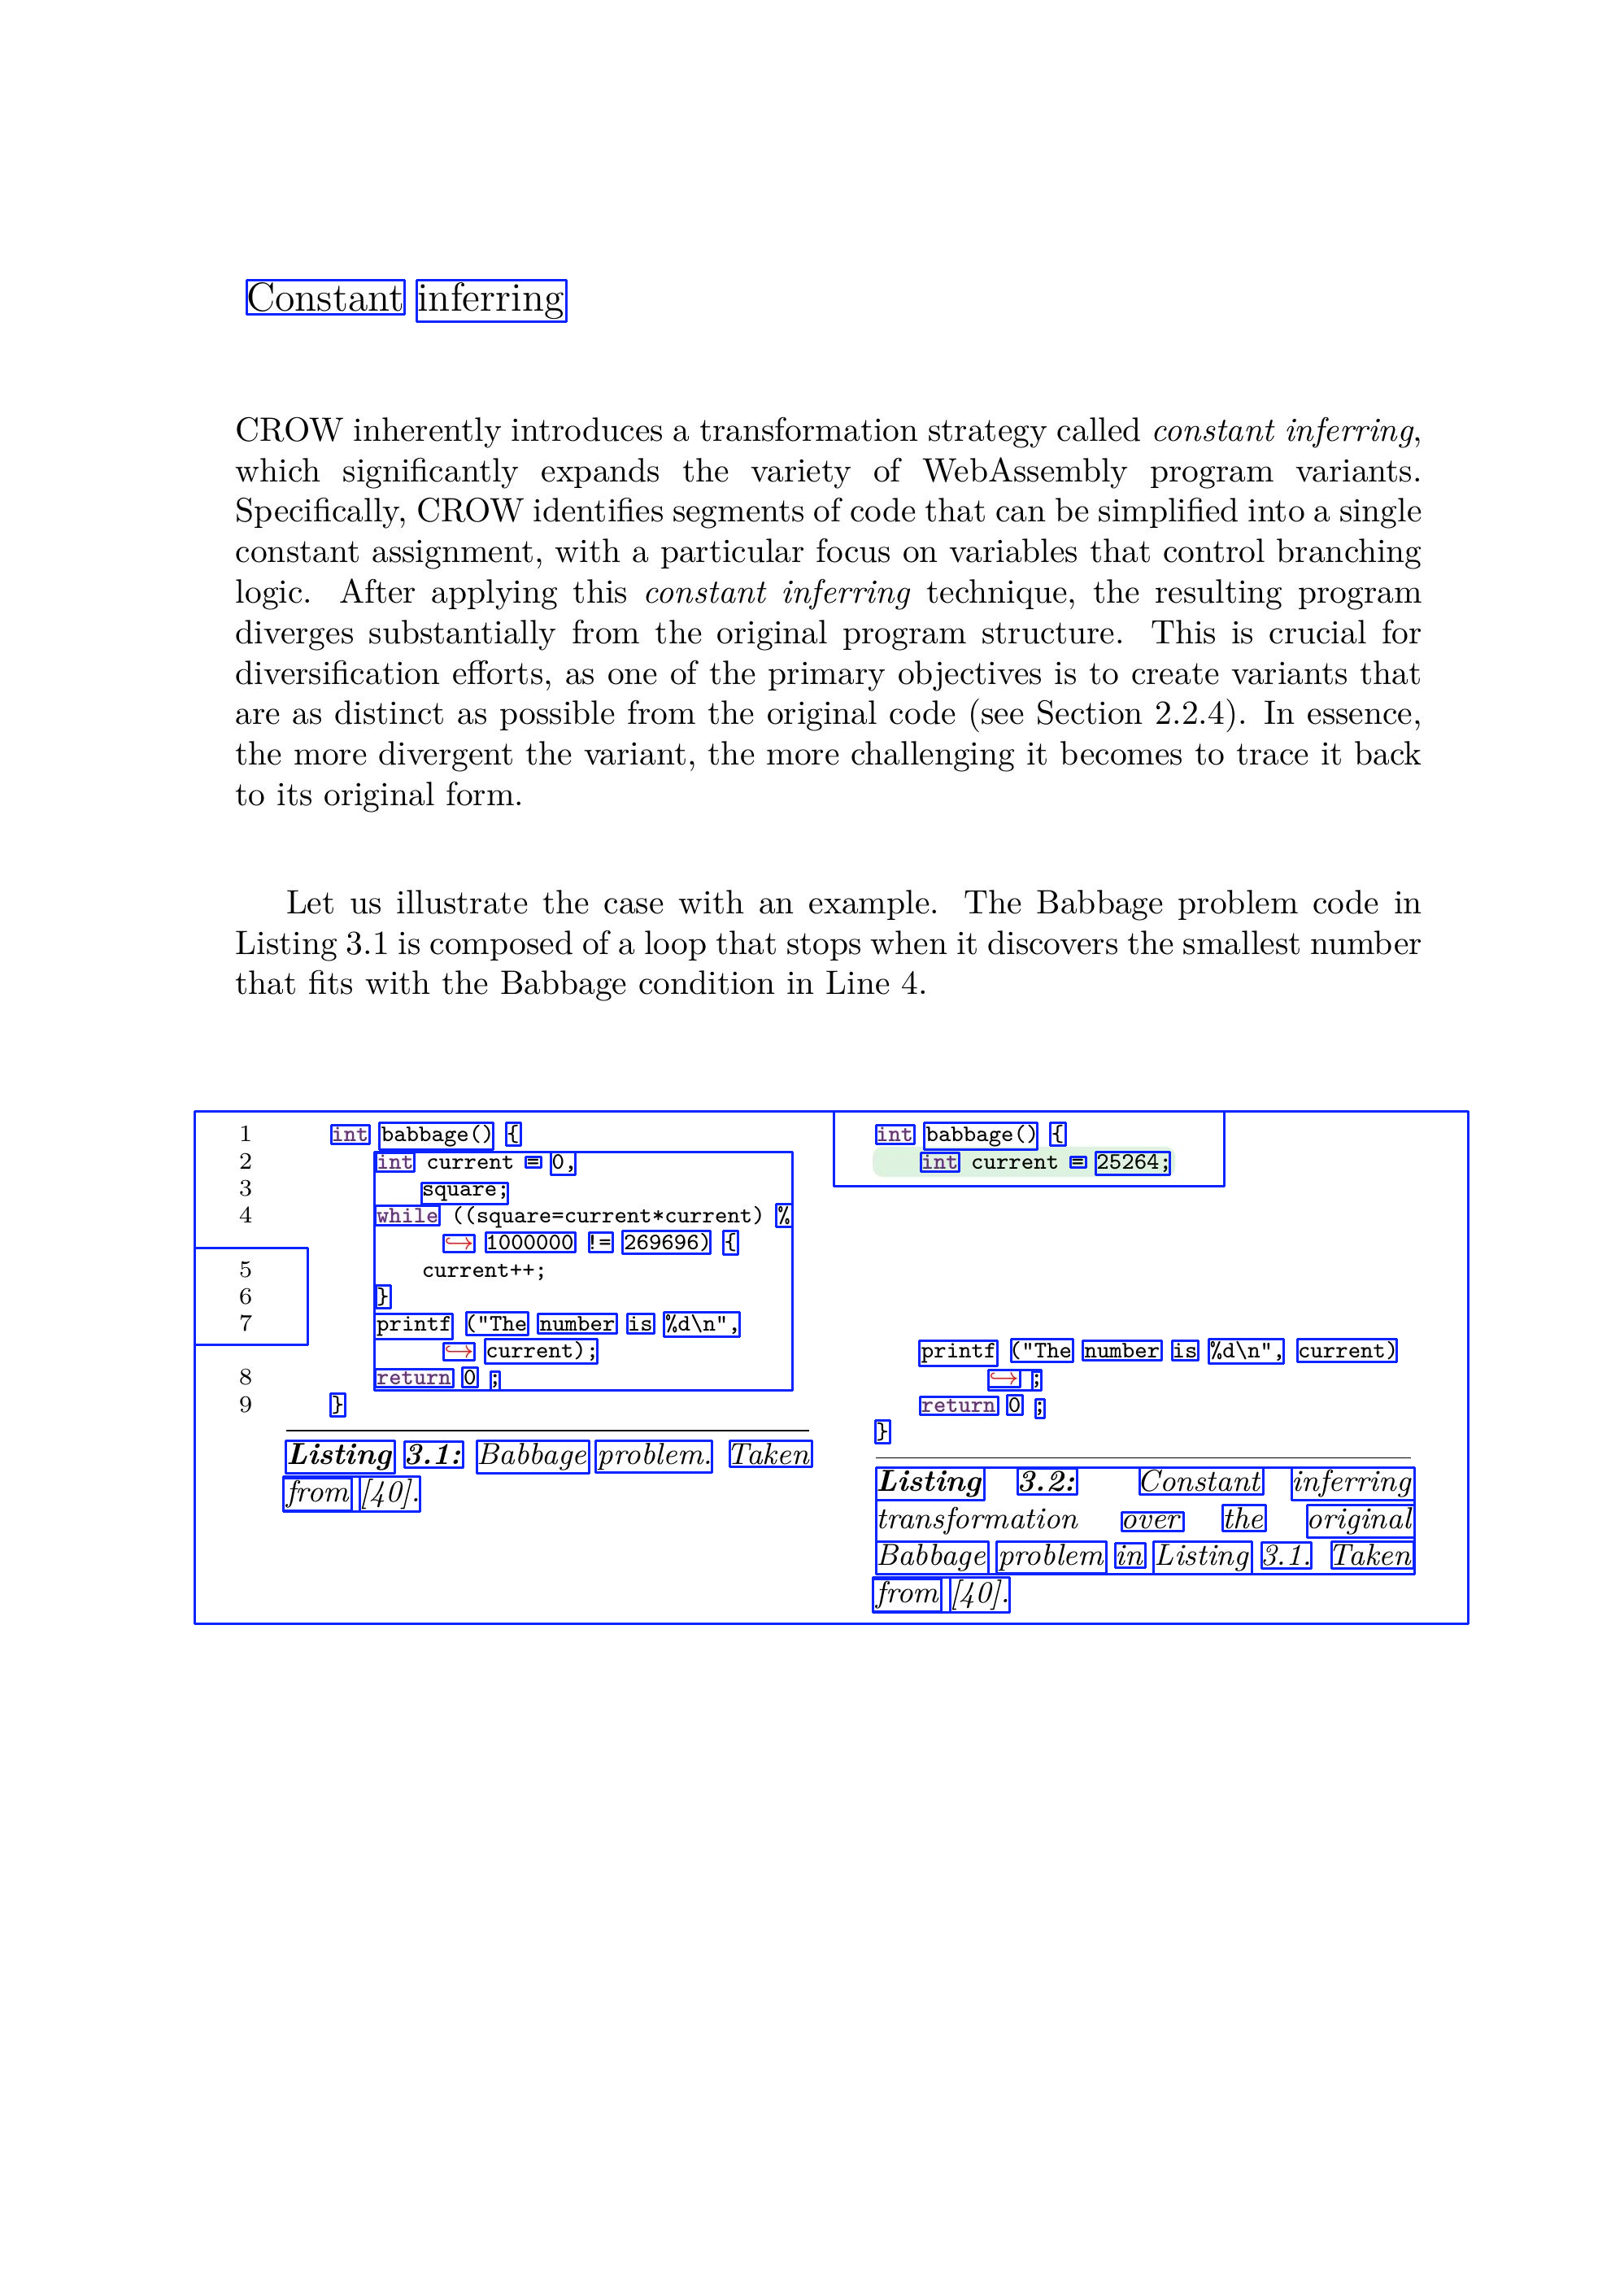 Constant inferring
CROW inherently introduces a transformation strategy called constant inferring,
which significantly expands the variety of WebAssembly program variants.
Specifically, CROW identifies segments of code that can be simplified into a single
constant assignment, with a particular focus on variables that control branching
logic. After applying this constant inferring technique, the resulting program
diverges substantially from the original program structure. This is crucial for
diversification efforts, as one of the primary objectives is to create variants that
are as distinct as possible from the original code (see Section 2.2.4). In essence,
the more divergent the variant, the more challenging it becomes to trace it back
to its original form.
Let us illustrate the case with an example. The Babbage problem code in
Listing 3.1 is composed of a loop that stops when it discovers the smallest number
that fits with the Babbage condition in Line 4.
1 int babbage() {
2 int current = 0,
3 square;
4 while ((square=current*current) %
↪ 1000000 != 269696) {
5 current++;
6 }
7 printf ("The number is %d\n",
↪ current);
8 return 0 ;
9 }
Listing 3.1: Babbage problem. Taken
from [40].
int babbage() {
int current = 25264;
printf ("The number is %d\n", current)
↪ ;
return 0 ;
}
Listing 3.2: Constant inferring
transformation over the original
Babbage problem in Listing 3.1. Taken
from [40].